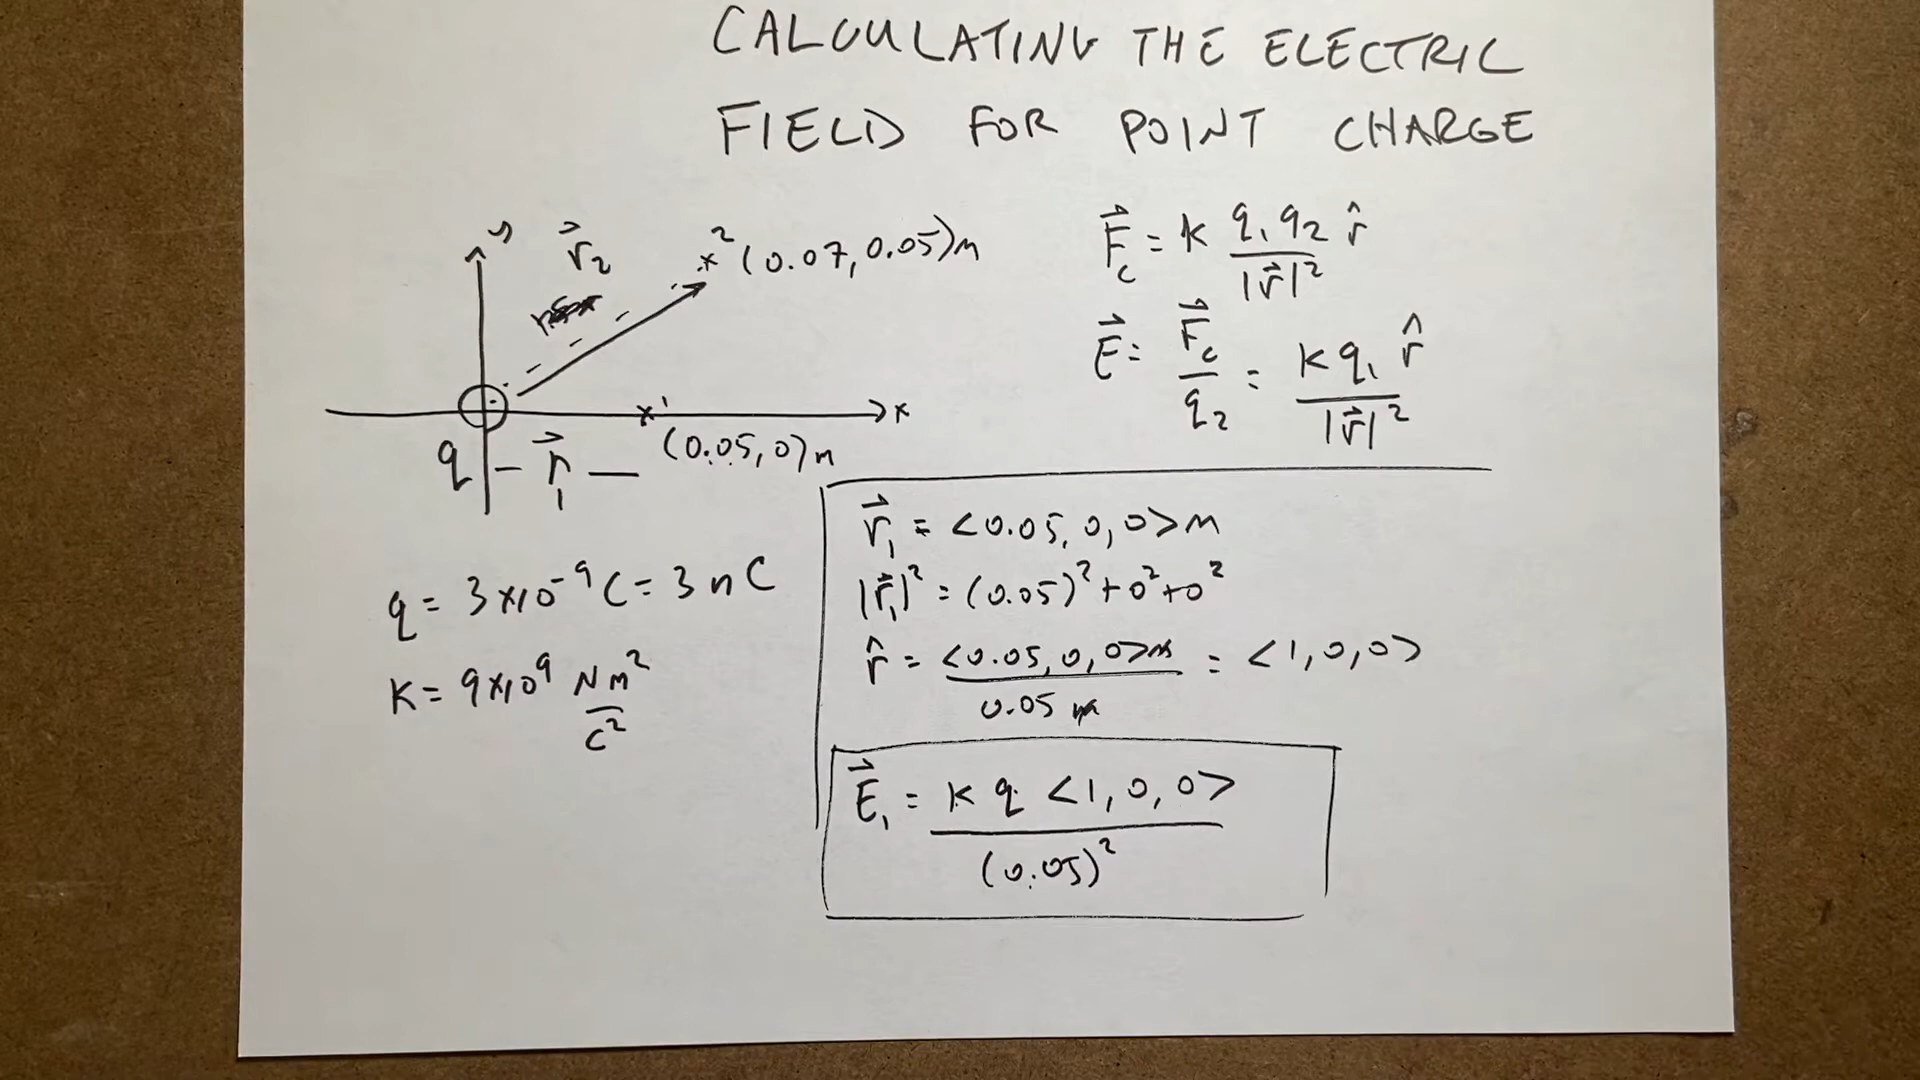 CALCULATING THE ELECTRIC
FIELD FOR POINT CHARGE
y
r⃗₂
x² (0.07, 0.05)m
x¹
x
(0.05, 0)m
q
– r⃗₁ —
q = 3×10⁻⁹ C = 3 nC
K = 9×10⁹ Nm²/C²
F⃗c = K q₁q₂/|r⃗|² r̂
E⃗ = F⃗c/q₂ = K q₁ r̂/|r⃗|²
r⃗₁ = <0.05, 0, 0>m
|r⃗₁|² = (0.05)² + 0² + 0²
r̂ = <0.05, 0, 0>m/0.05 m = <1, 0, 0>
E⃗₁ = K q <1, 0, 0>/(0.05)²